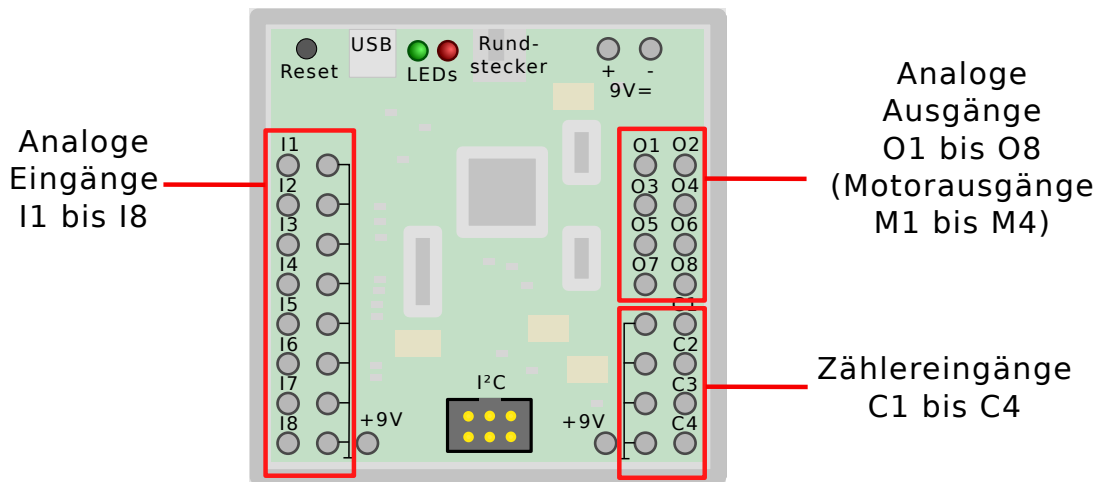 Reset
USB
LEDs
Rund-
stecker
+ -
9V=
Analoge
Eingänge
I1 bis I8
I1
I2
I3
I4
I5
I6
I7
I8
+9V
I²C
+9V
O1 O2
O3 O4
O5 O6
O7 O8
C1
C2
C3
C4
Analoge
Ausgänge
O1 bis O8
(Motorausgänge
M1 bis M4)
Zählereingänge
C1 bis C4